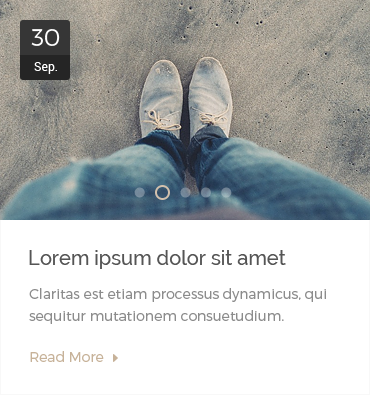 30
Sep.
Lorem ipsum dolor sit amet
Claritas est etiam processus dynamicus, qui
sequitur mutationem consuetudium.
Read More